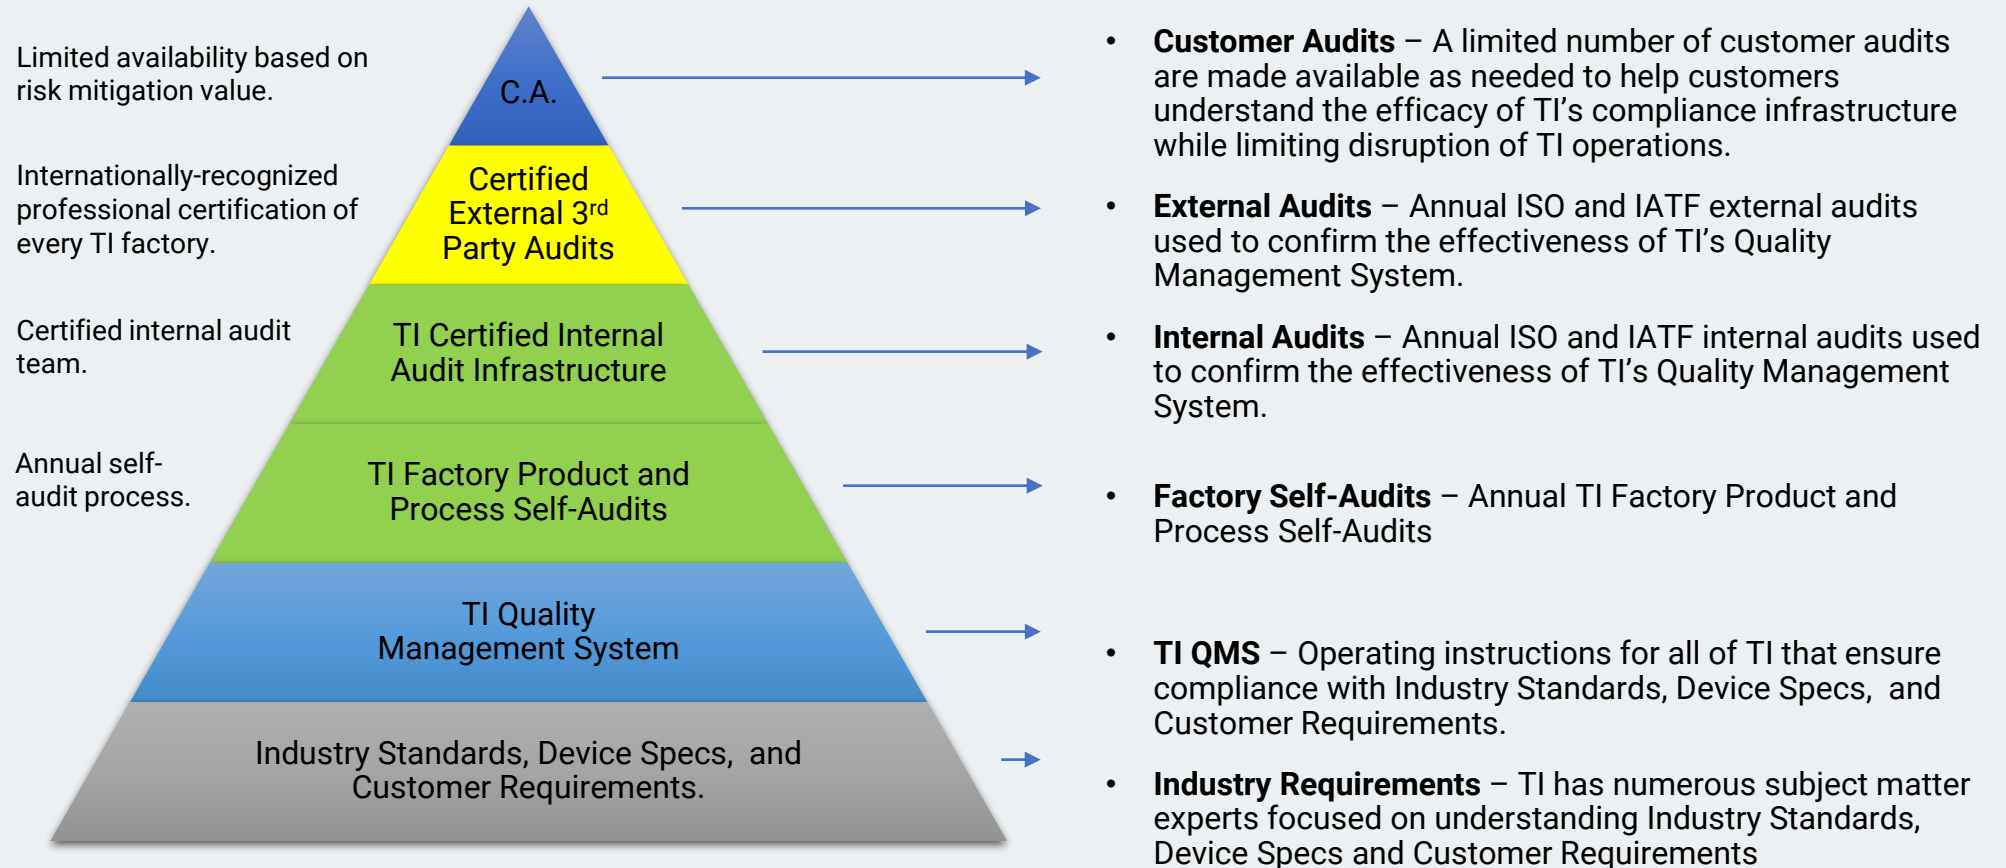 Limited availability based on
risk mitigation value.
Internationally-recognized
professional certification of
every TI factory.
Certified internal audit
team.
Annual self-
audit process.
C.A.
Certified
External 3rd
Party Audits
TI Certified Internal
Audit Infrastructure
TI Factory Product and
Process Self-Audits
TI Quality
Management System
Industry Standards, Device Specs,  and
Customer Requirements.
• Customer Audits – A limited number of customer audits
are made available as needed to help customers
understand the efficacy of TI’s compliance infrastructure
while limiting disruption of TI operations.
• External Audits – Annual ISO and IATF external audits
used to confirm the effectiveness of TI’s Quality
Management System.
• Internal Audits – Annual ISO and IATF internal audits used
to confirm the effectiveness of TI’s Quality Management
System.
• Factory Self-Audits – Annual TI Factory Product and
Process Self-Audits
• TI QMS – Operating instructions for all of TI that ensure
compliance with Industry Standards, Device Specs,  and
Customer Requirements.
• Industry Requirements – TI has numerous subject matter
experts focused on understanding Industry Standards,
Device Specs and Customer Requirements